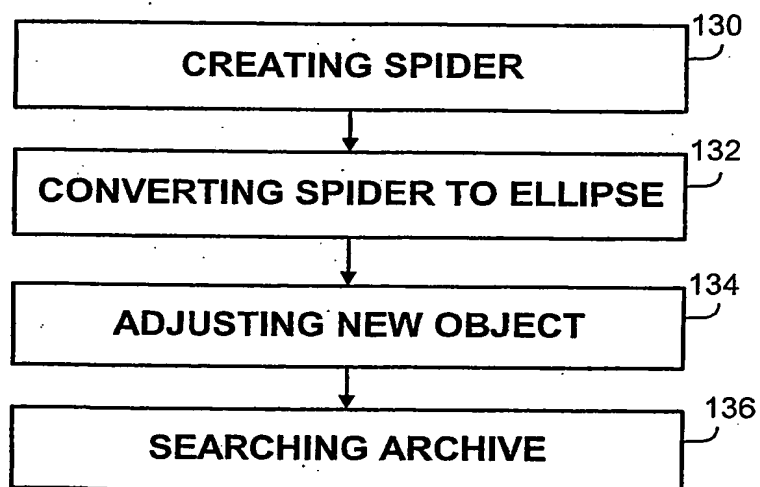 130
CREATING SPIDER
132
CONVERTING SPIDER TO ELLIPSE
134
ADJUSTING NEW OBJECT
136
SEARCHING ARCHIVE